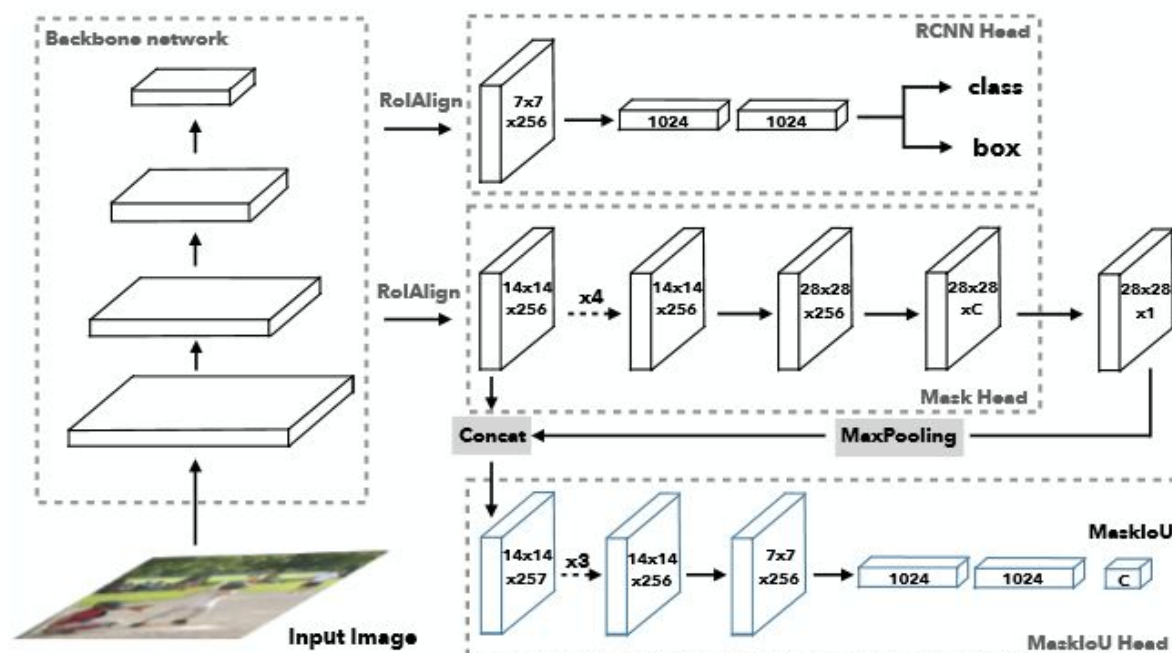 Backbone network
RCNN Head
RoIAlign
7x7
x256
1024
1024
class
box
RoIAlign
14x14
x256
x4
14x14
x256
28x28
x256
28x28
xC
28x28
x1
Mask Head
Concat
MaxPooling
14x14
x257
x3
14x14
x256
7x7
x256
1024
1024
MaskIoU
C
Input Image
MaskIoU Head